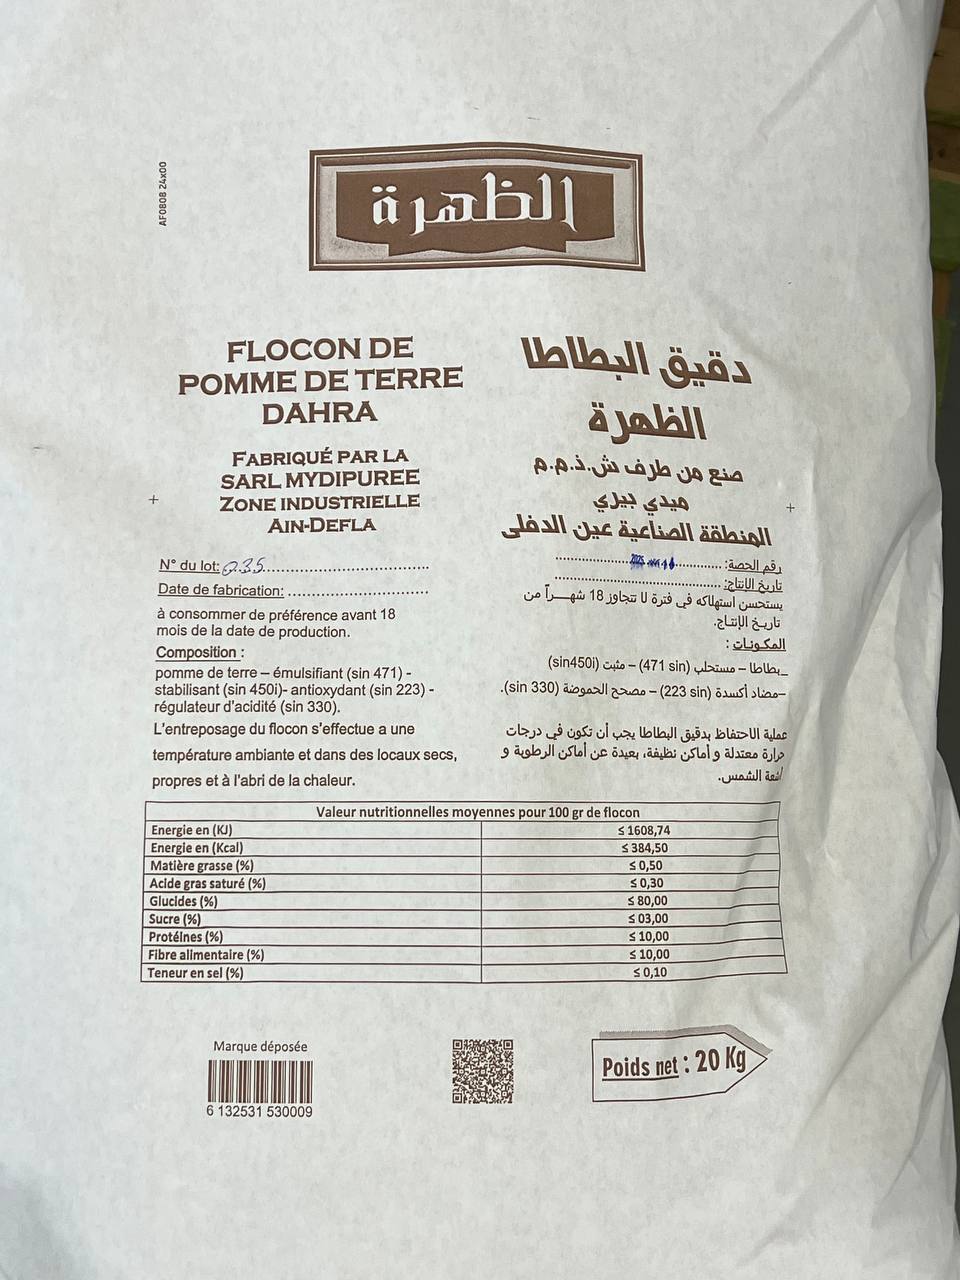 AF0808 24x00
الظهرة
FLOCON DE
POMME DE TERRE
DAHRA
FABRIQUÉ PAR LA
SARL MYDIPUREE
ZONE INDUSTRIELLE
AIN-DEFLA
N° du lot: 035
Date de fabrication:
à consommer de préférence avant 18
mois de la date de production.
Composition :
pomme de terre – émulsifiant (sin 471) -
stabilisant (sin 450i)- antioxydant (sin 223) -
régulateur d'acidité (sin 330).
L'entreposage du flocon s'effectue a une
température ambiante et dans des locaux secs,
propres et à l'abri de la chaleur.
دقيق البطاطا
الظهرة
صنع من طرف ش.ذ.م.م
ميدي بيري
المنطقة الصناعية عين الدفلى
رقم الحصة: 2025
تاريخ الإنتاج:
يستحسن استهلاكه في فترة لا تتجاوز 18 شهــــراً من
تاريـخ الإنتاج.
المكونات :
_بطاطا – مستحلب (471 sin) – مثبت (sin450i)
–مضاد أكسدة (223 sin) – مصحح الحموضة (330 sin).
عملية الاحتفاظ بدقيق البطاطا يجب أن تكون في درجات
حرارة معتدلة و أماكن نظيفة، بعيدة عن أماكن الرطوبة و
أشعة الشمس.
Valeur nutritionnelles moyennes pour 100 gr de flocon
Energie en (KJ) ≤ 1608,74
Energie en (Kcal) ≤ 384,50
Matière grasse (%) ≤ 0,50
Acide gras saturé (%) ≤ 0,30
Glucides (%) ≤ 80,00
Sucre (%) ≤ 03,00
Protéines (%) ≤ 10,00
Fibre alimentaire (%) ≤ 10,00
Teneur en sel (%) ≤ 0,10
Marque déposée
6 132531 530009
Poids net : 20 Kg